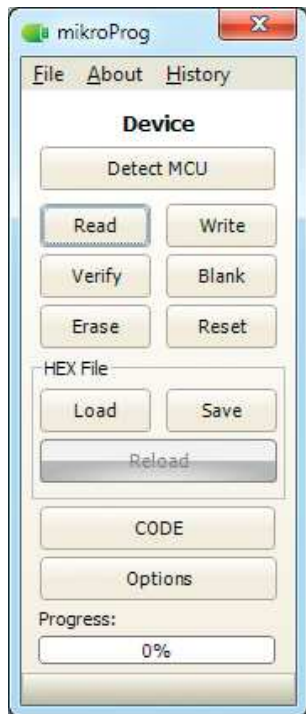 mikroProg
File About History
Device
Detect MCU
Read Write
Verify Blank
Erase Reset
HEX File
Load Save
Reload
CODE
Options
Progress:
0%